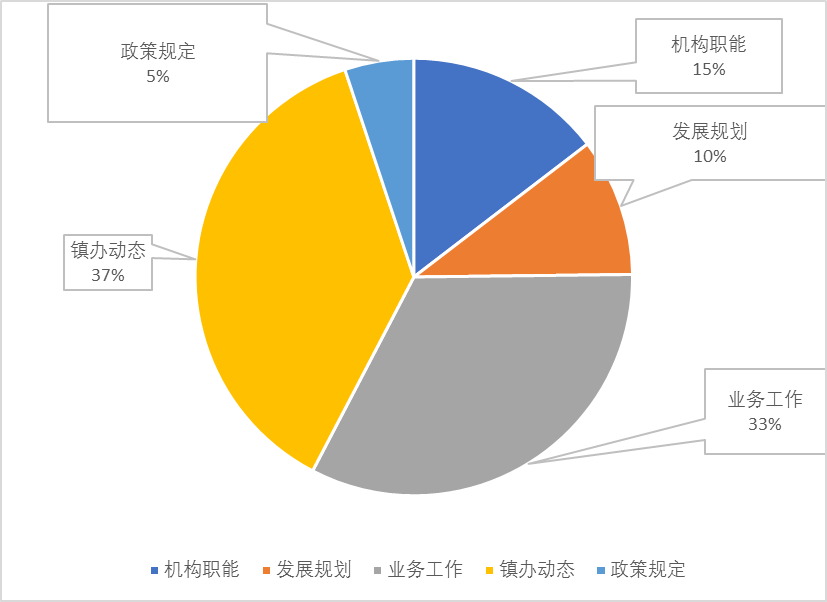 政策规定
5%
机构职能
15%
发展规划
10%
镇办动态
37%
业务工作
33%
机构职能 发展规划 业务工作 镇办动态 政策规定